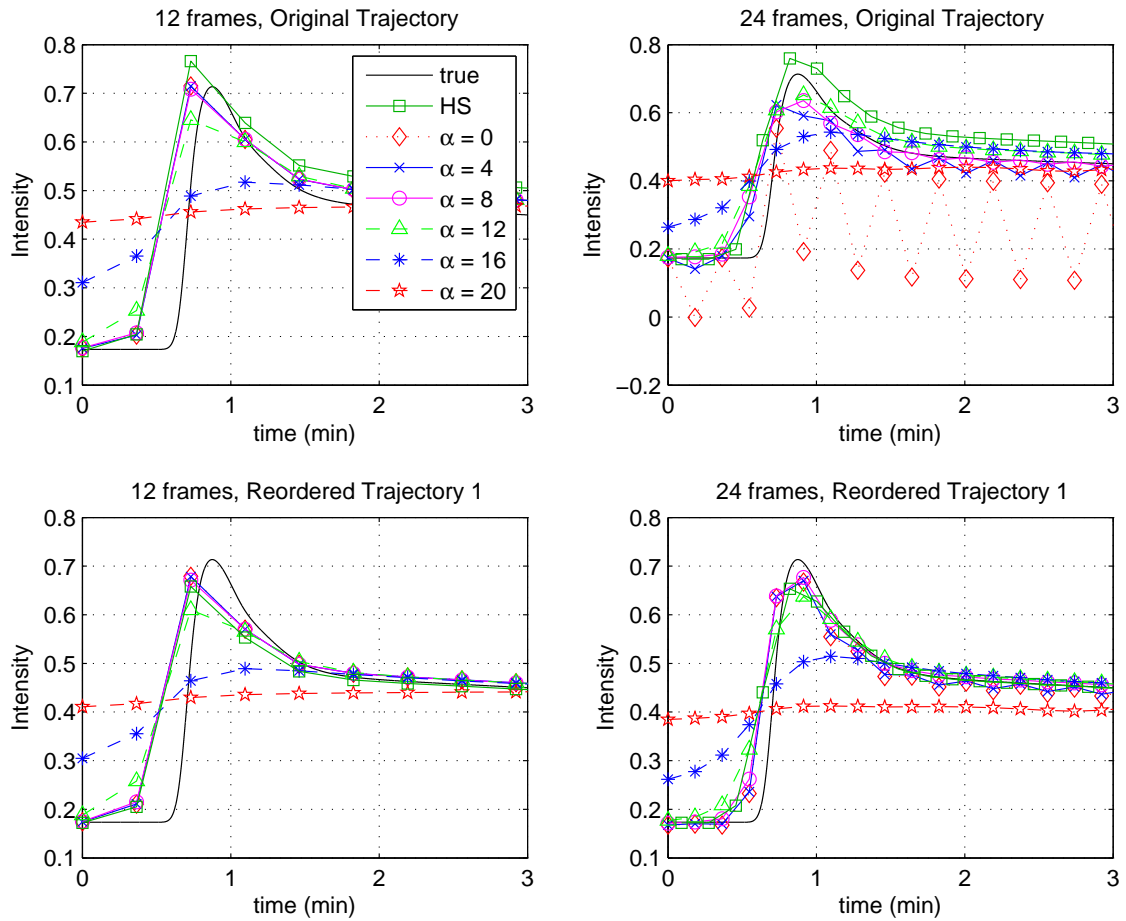 12 frames, Original Trajectory
0.8
0.7
0.6
0.5
0.4
0.3
0.2
0.1
Intensity
0
1
2
3
time (min)
true
HS
α = 0
α = 4
α = 8
α = 12
α = 16
α = 20
24 frames, Original Trajectory
0.8
0.6
0.4
0.2
0
−0.2
Intensity
0
1
2
3
time (min)
12 frames, Reordered Trajectory 1
0.8
0.7
0.6
0.5
0.4
0.3
0.2
0.1
Intensity
0
1
2
3
time (min)
24 frames, Reordered Trajectory 1
0.8
0.7
0.6
0.5
0.4
0.3
0.2
0.1
Intensity
0
1
2
3
time (min)